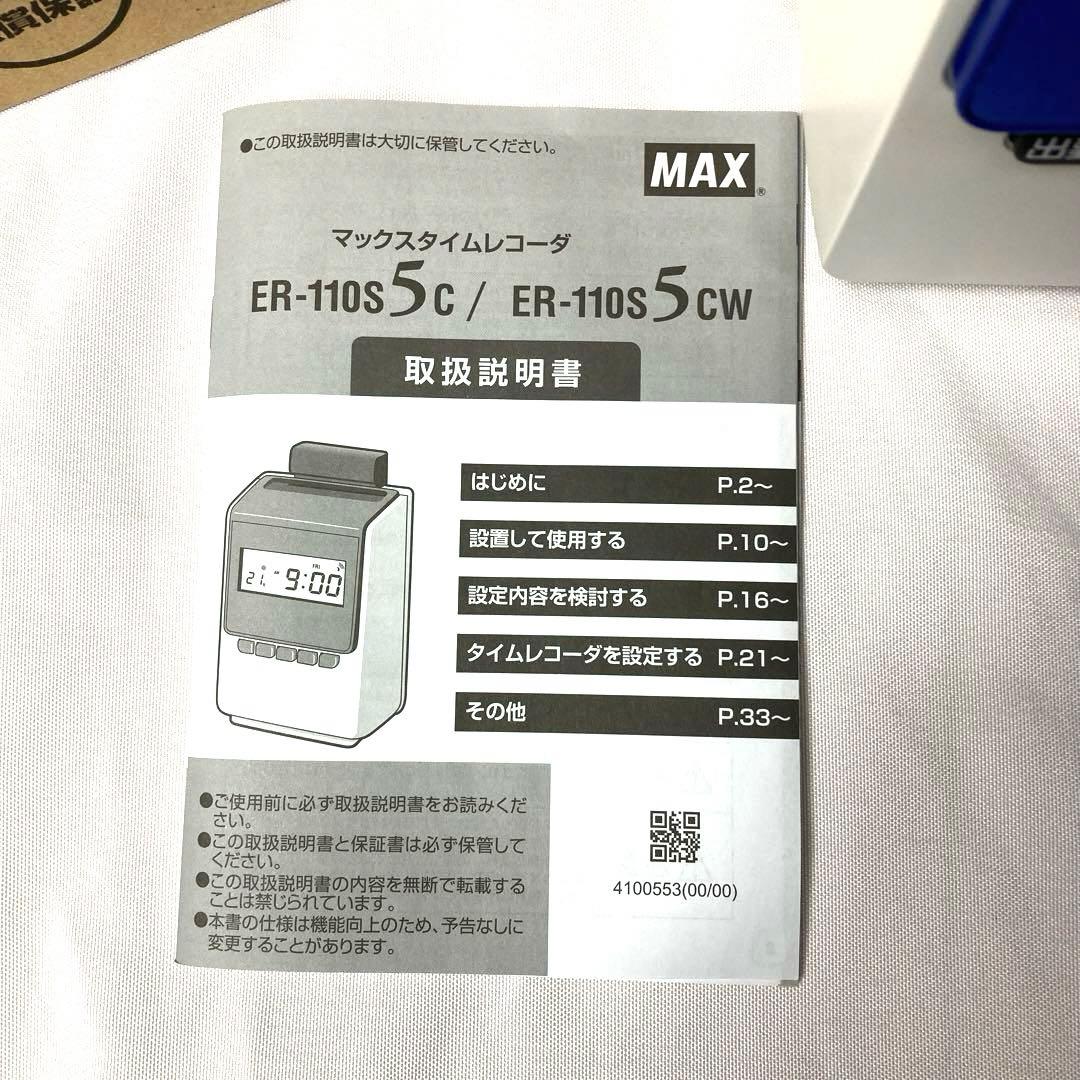 償保証
用
●この取扱説明書は大切に保管してください。
MAX®
マックスタイムレコーダ
ER-110S5C / ER-110S5CW
取扱説明書
はじめに P.2～
設置して使用する P.10～
設定内容を検討する P.16～
タイムレコーダを設定する P.21～
その他 P.33～
FRI
21 AM 9:00
●ご使用前に必ず取扱説明書をお読みくだ
さい。
●この取扱説明書と保証書は必ず保管して
ください。
●この取扱説明書の内容を無断で転載する
ことは禁じられています。
●本書の仕様は機能向上のため、予告なしに
変更することがあります。
4100553(00/00)